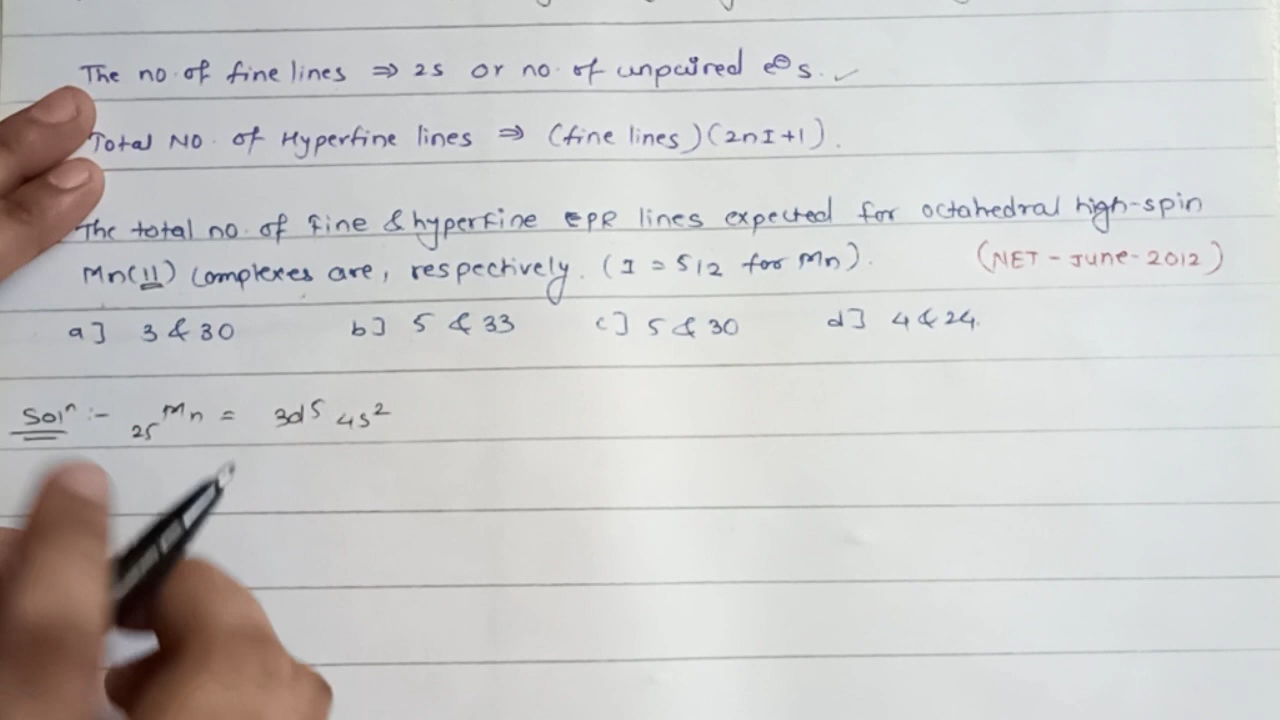 The no. of fine lines ⇒ 2s or no. of unpaired e⊖s. ✓
Total No. of Hyperfine lines ⇒ (fine lines)(2nI+1).
The total no. of fine & hyperfine EPR lines expected for octahedral high-spin
Mn(II) complexes are, respectively. (I = 5/2 for Mn). (NET - June - 2012)
a] 3 & 30 b] 5 & 33 c] 5 & 30 d] 4 & 24.
Solⁿ :- ₂₅Mn = 3d⁵ 4s²